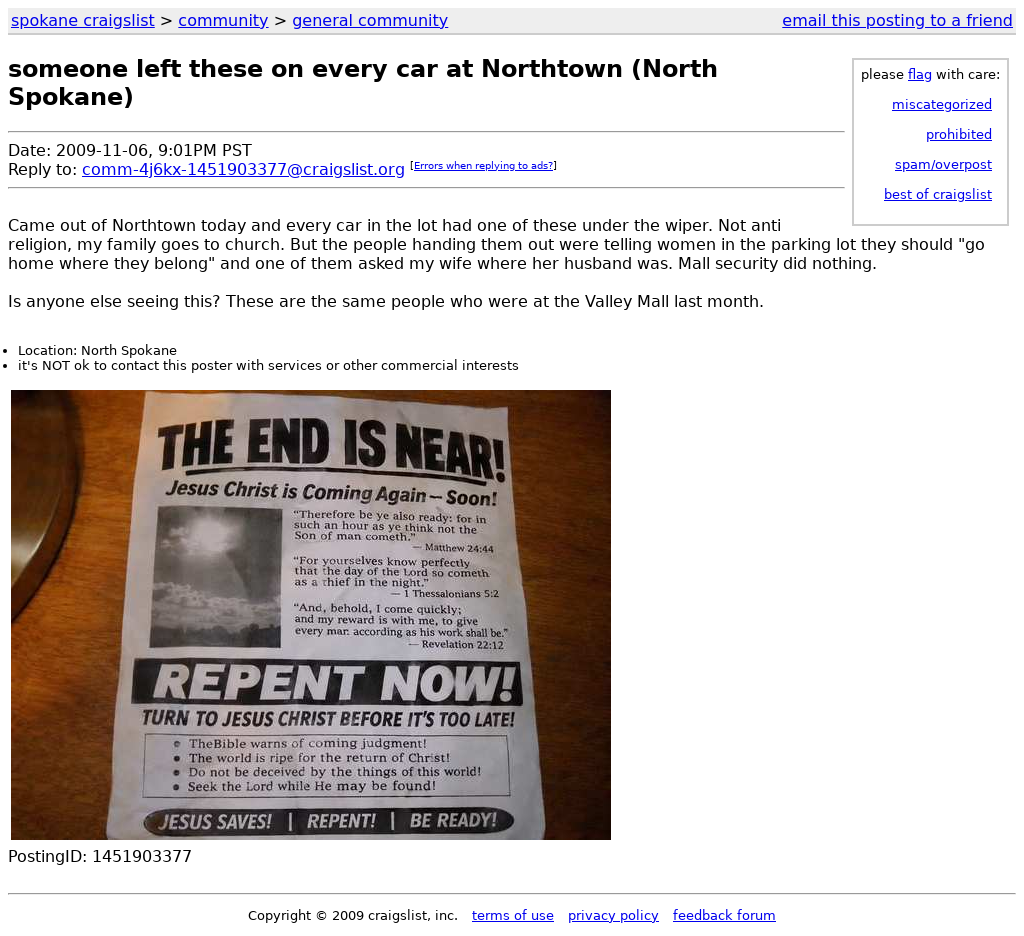 spokane craigslist > community > general community
email this posting to a friend
someone left these on every car at Northtown (North
Spokane)
please flag with care:
miscategorized
prohibited
spam/overpost
best of craigslist
Date: 2009-11-06, 9:01PM PST
Reply to: comm-4j6kx-1451903377@craigslist.org [Errors when replying to ads?]
Came out of Northtown today and every car in the lot had one of these under the wiper. Not anti
religion, my family goes to church. But the people handing them out were telling women in the parking lot they should "go
home where they belong" and one of them asked my wife where her husband was. Mall security did nothing.
Is anyone else seeing this? These are the same people who were at the Valley Mall last month.
• Location: North Spokane
• it's NOT ok to contact this poster with services or other commercial interests
THE END IS NEAR!
Jesus Christ is Coming Again — Soon!
"Therefore be ye also ready: for in
such an hour as ye think not the
Son of man cometh."
— Matthew 24:44
"For yourselves know perfectly
that the day of the Lord so cometh
as a thief in the night."
— 1 Thessalonians 5:2
"And, behold, I come quickly;
and my reward is with me, to give
every man according as his work shall be."
— Revelation 22:12
REPENT NOW!
TURN TO JESUS CHRIST BEFORE IT'S TOO LATE!
• TheBible warns of coming judgment!
• The world is ripe for the return of Christ!
• Do not be deceived by the things of this world!
• Seek the Lord while He may be found!
JESUS SAVES! | REPENT! | BE READY!
PostingID: 1451903377
Copyright © 2009 craigslist, inc. terms of use privacy policy feedback forum